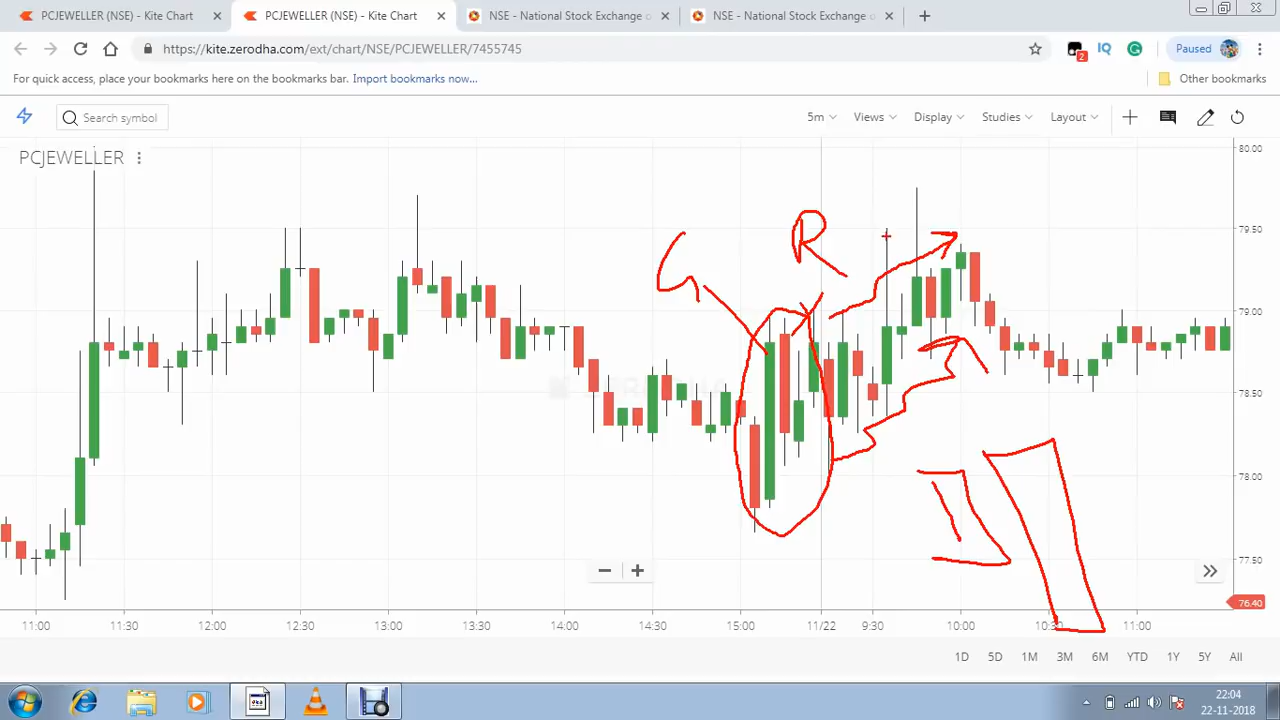 PCJEWELLER (NSE) - Kite Chart
PCJEWELLER (NSE) - Kite Chart
NSE - National Stock Exchange o
NSE - National Stock Exchange o
https://kite.zerodha.com/ext/chart/NSE/PCJEWELLER/7455745
2
IQ
G
Paused
For quick access, place your bookmarks here on the bookmarks bar. Import bookmarks now...
Other bookmarks
Search symbol
5m
Views
Display
Studies
Layout
PCJEWELLER
80.00
79.50
79.00
78.50
78.00
77.50
76.40
G
R
ZERODHA
11:00 11:30 12:00 12:30 13:00 13:30 14:00 14:30 15:00 11/22 9:30 10:00 10:30 11:00
1D 5D 1M 3M 6M YTD 1Y 5Y All
22:04
22-11-2018